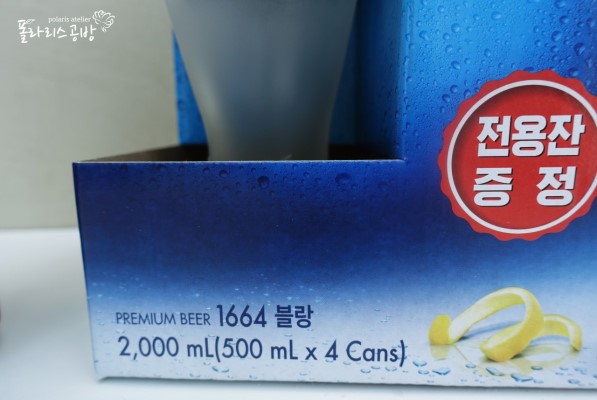 polaris atelier
폴라리스공방
전용잔
증정
PREMIUM BEER 1664 블랑
2,000 mL(500 mL x 4 Cans)